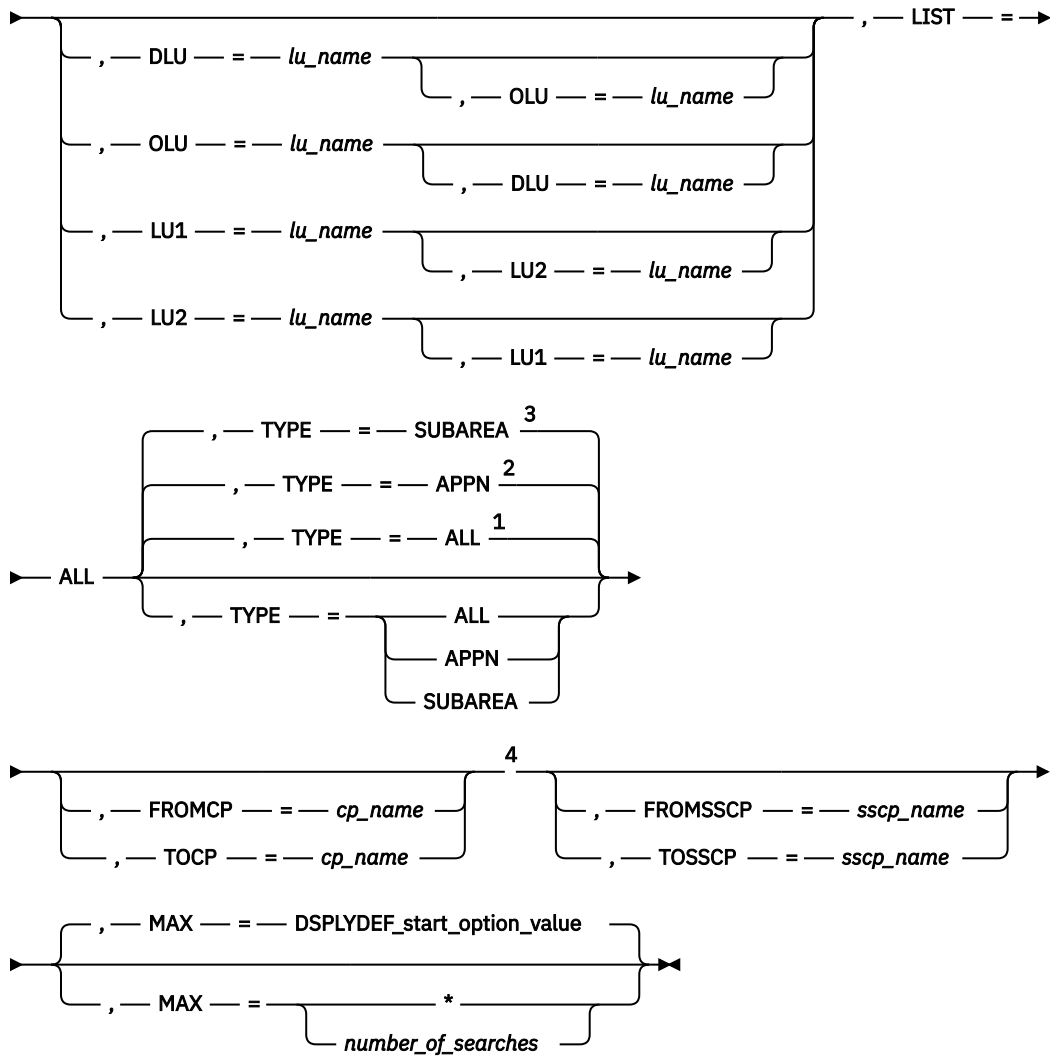 , LIST =
, DLU = lu_name
, OLU = lu_name
, OLU = lu_name
, DLU = lu_name
, LU1 = lu_name
, LU2 = lu_name
, LU2 = lu_name
, LU1 = lu_name
, TYPE = SUBAREA 3
, TYPE = APPN 2
, TYPE = ALL 1
ALL
, TYPE = ALL
APPN
SUBAREA
4
, FROMCP = cp_name , FROMSSCP = sscp_name
, TOCP = cp_name , TOSSCP = sscp_name
, MAX = DSPLYDEF_start_option_value
, MAX = *
number_of_searches